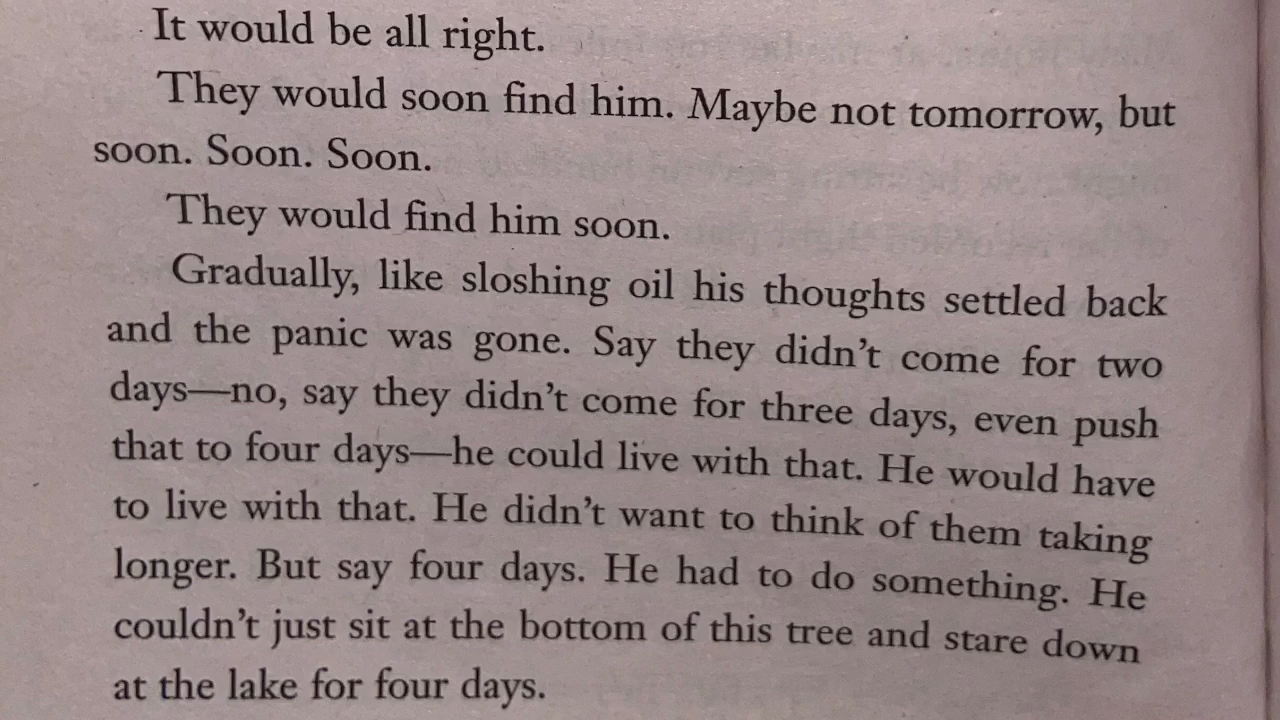 It would be all right.
They would soon find him. Maybe not tomorrow, but
soon. Soon. Soon.
They would find him soon.
Gradually, like sloshing oil his thoughts settled back
and the panic was gone. Say they didn’t come for two
days—no, say they didn’t come for three days, even push
that to four days—he could live with that. He would have
to live with that. He didn’t want to think of them taking
longer. But say four days. He had to do something. He
couldn’t just sit at the bottom of this tree and stare down
at the lake for four days.